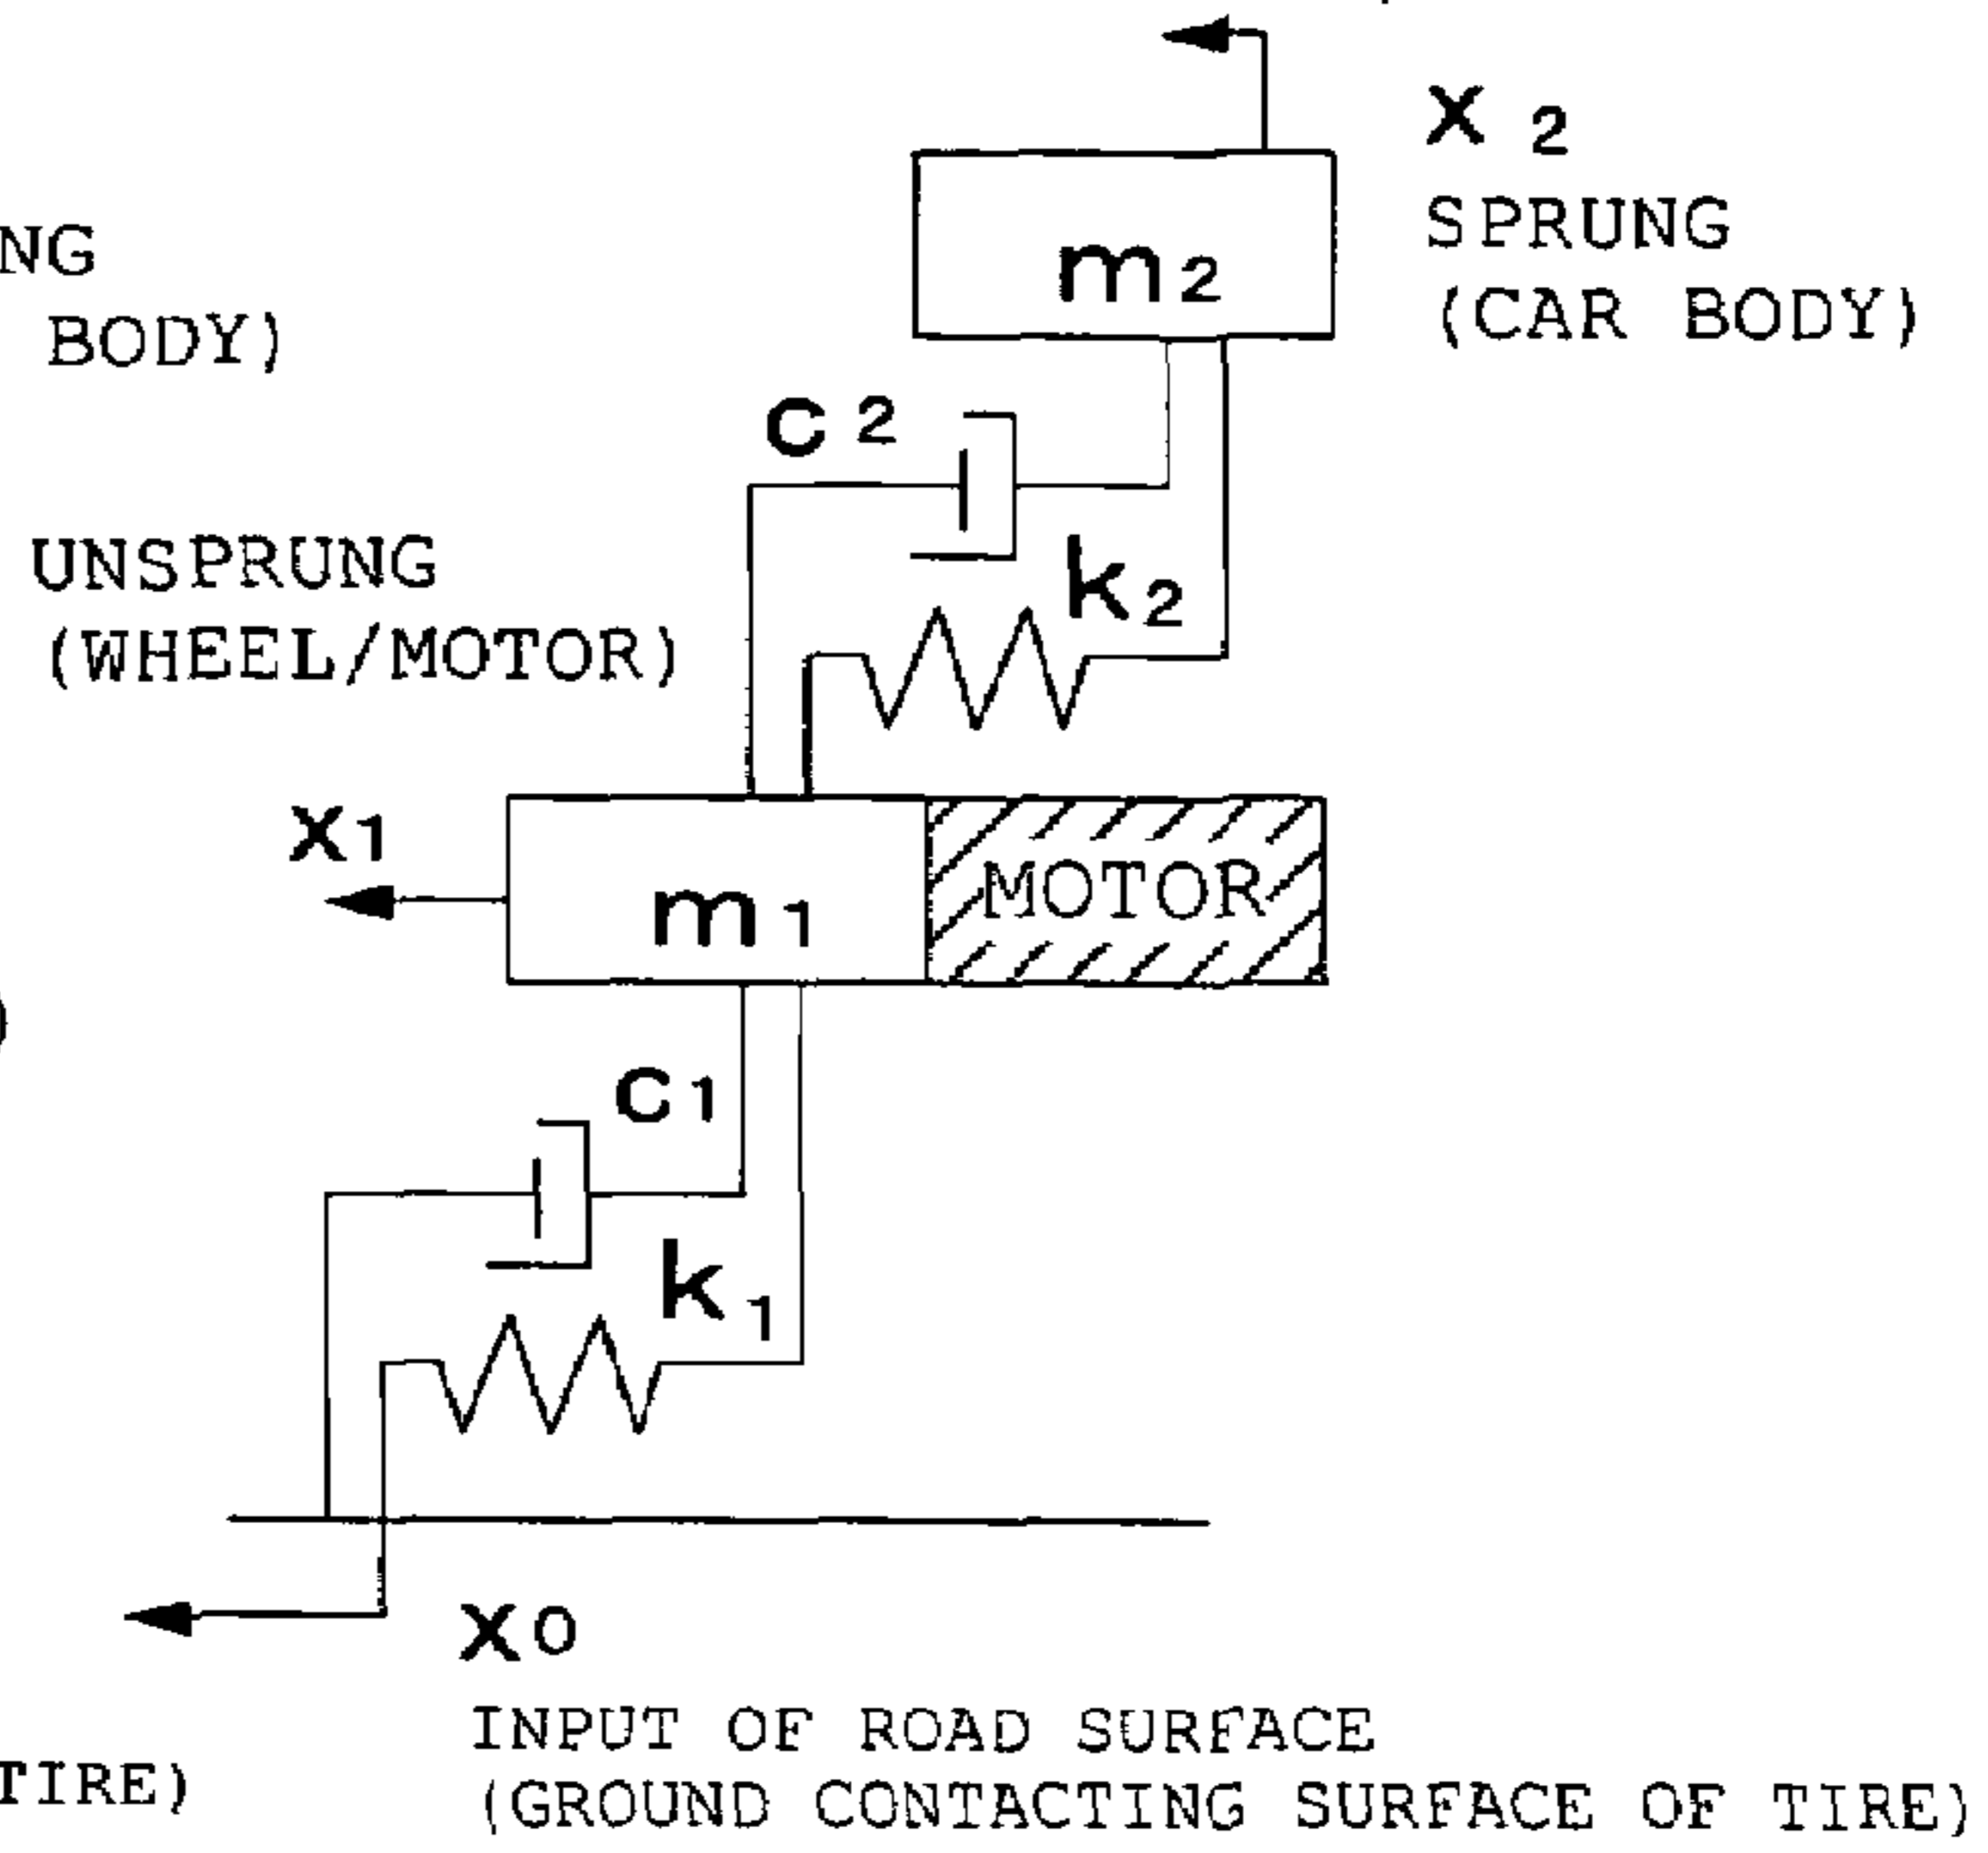 x 2
SPRUNG
(CAR BODY)
m2
NG
BODY)
c2
k2
UNSPRUNG
(WHEEL/MOTOR)
x1
m1
MOTOR
)
c1
k1
x0
INPUT OF ROAD SURFACE
(GROUND CONTACTING SURFACE OF TIRE)
TIRE)